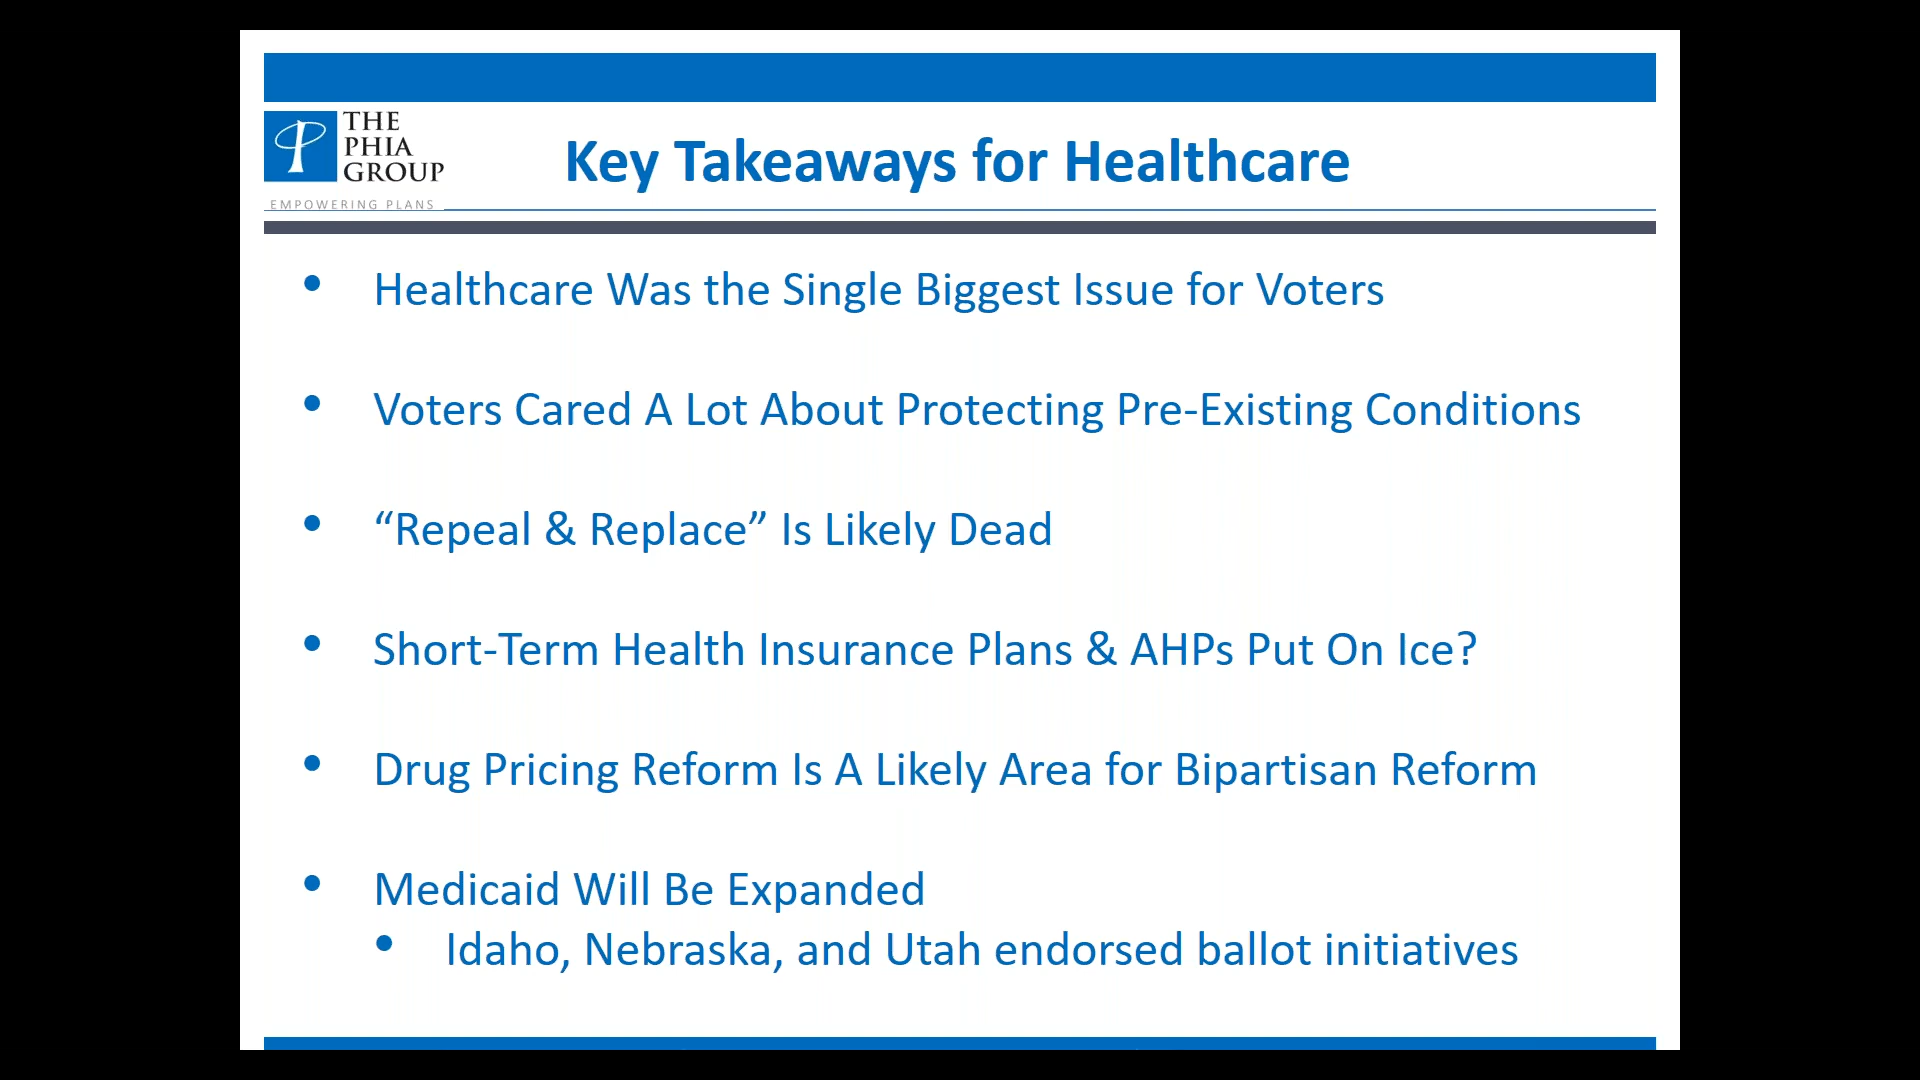 THE
PHIA
GROUP
EMPOWERING PLANS
Key Takeaways for Healthcare
• Healthcare Was the Single Biggest Issue for Voters
• Voters Cared A Lot About Protecting Pre-Existing Conditions
• “Repeal & Replace” Is Likely Dead
• Short-Term Health Insurance Plans & AHPs Put On Ice?
• Drug Pricing Reform Is A Likely Area for Bipartisan Reform
• Medicaid Will Be Expanded
• Idaho, Nebraska, and Utah endorsed ballot initiatives